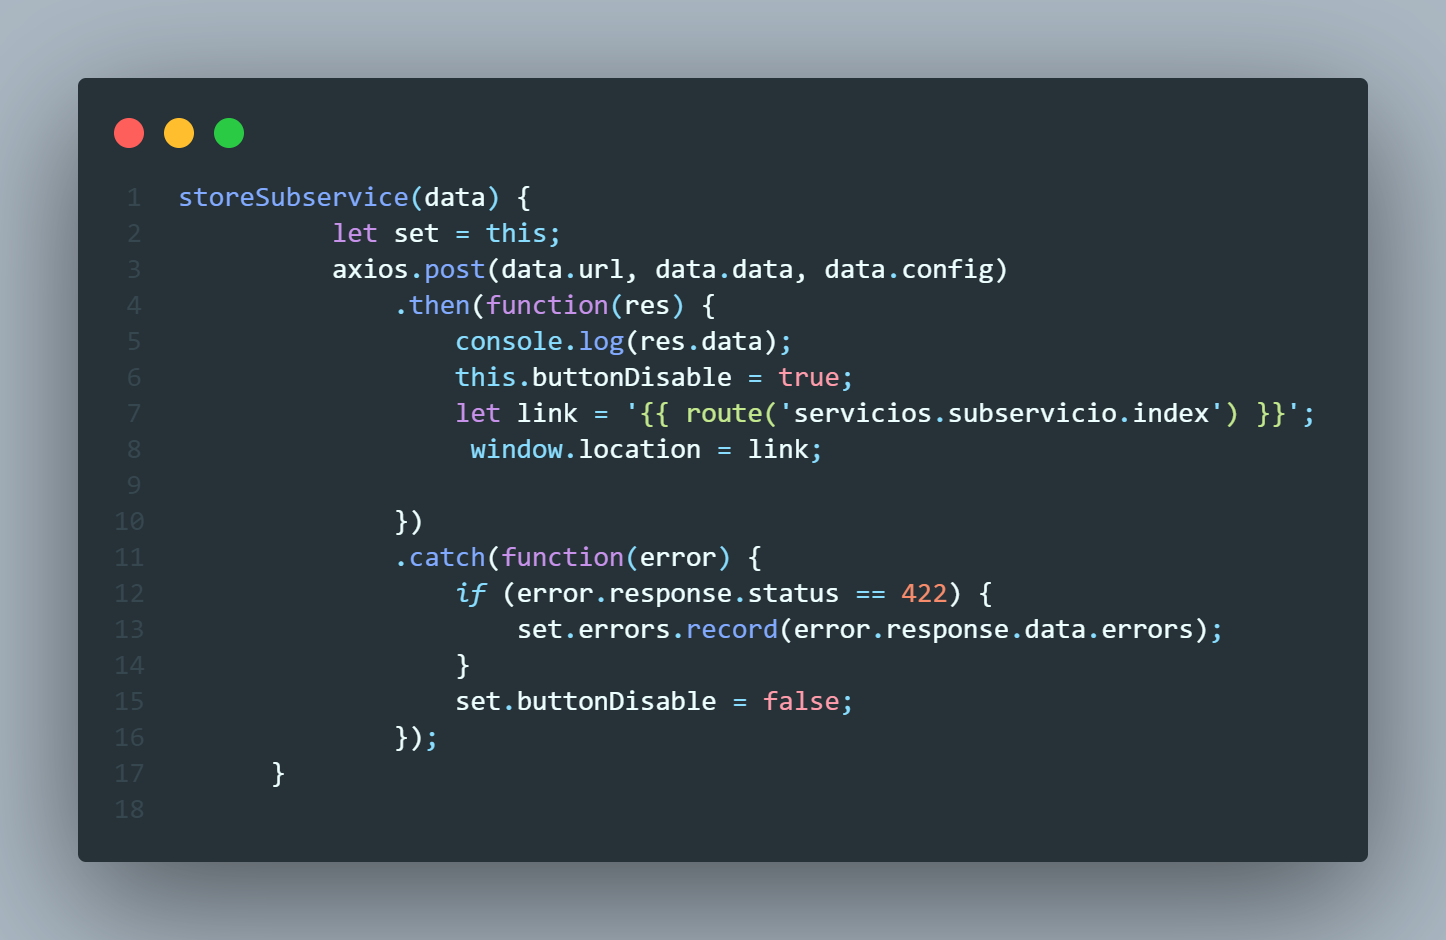 1 storeSubservice(data) {
2 let set = this;
3 axios.post(data.url, data.data, data.config)
4 .then(function(res) {
5 console.log(res.data);
6 this.buttonDisable = true;
7 let link = '{{ route('servicios.subservicio.index') }}';
8 window.location = link;
9
10 })
11 .catch(function(error) {
12 if (error.response.status == 422) {
13 set.errors.record(error.response.data.errors);
14 }
15 set.buttonDisable = false;
16 });
17 }
18